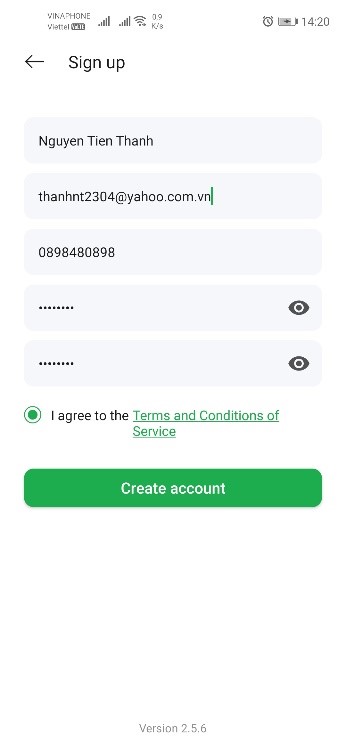 VINAPHONE
Viettel VoLTE
0.9
K/s
14:20
Sign up
Nguyen Tien Thanh
thanhnt2304@yahoo.com.vn
0898480898
••••••••
••••••••
I agree to the Terms and Conditions of
Service
Create account
Version 2.5.6